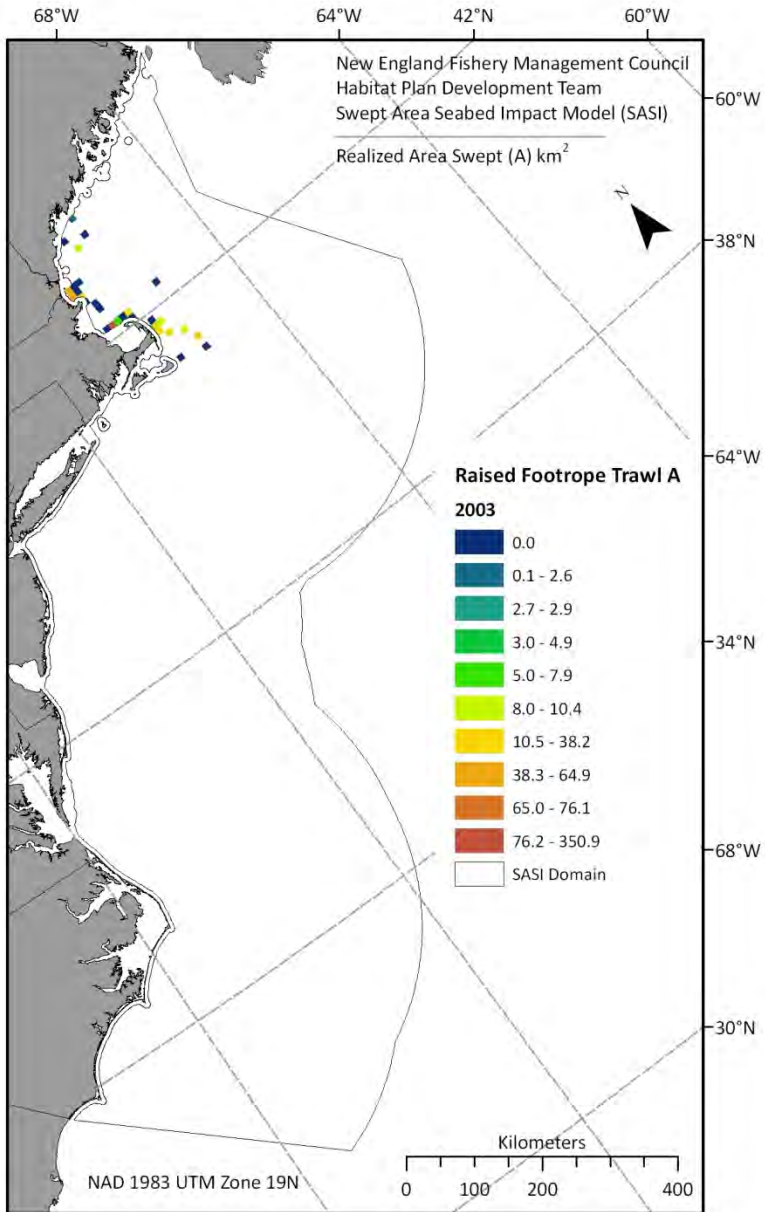 68°W 64°W 42°N 60°W
New England Fishery Management Council
Habitat Plan Development Team
Swept Area Seabed Impact Model (SASI)
Realized Area Swept (A) km²
60°W
N
38°N
64°W
Raised Footrope Trawl A
2003
0.0
0.1 - 2.6
2.7 - 2.9
3.0 - 4.9
34°N
5.0 - 7.9
8.0 - 10.4
10.5 - 38.2
38.3 - 64.9
65.0 - 76.1
76.2 - 350.9
68°W
SASI Domain
30°N
Kilometers
NAD 1983 UTM Zone 19N
0 100 200 300 400